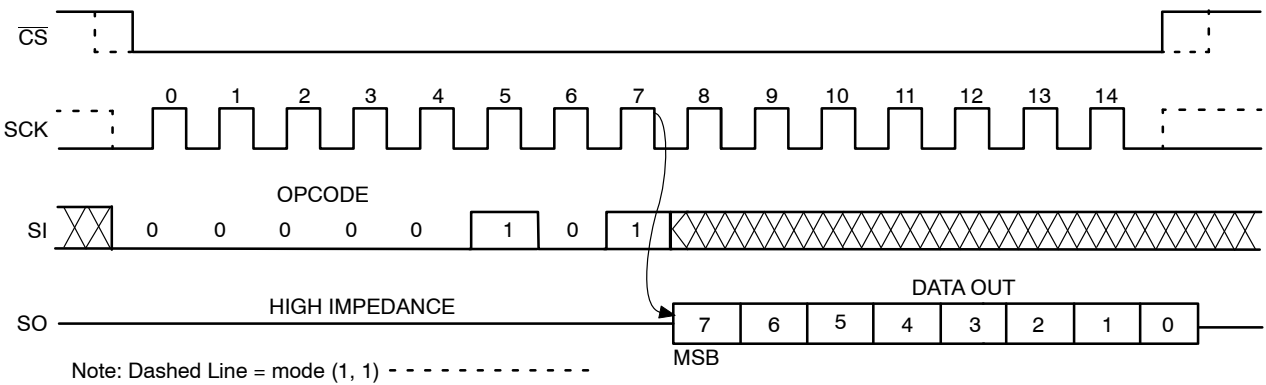 CS
SCK
0 1 2 3 4 5 6 7 8 9 10 11 12 13 14
OPCODE
SI
0 0 0 0 0 1 0 1
DATA OUT
HIGH IMPEDANCE
SO
7 6 5 4 3 2 1 0
MSB
Note: Dashed Line = mode (1, 1)